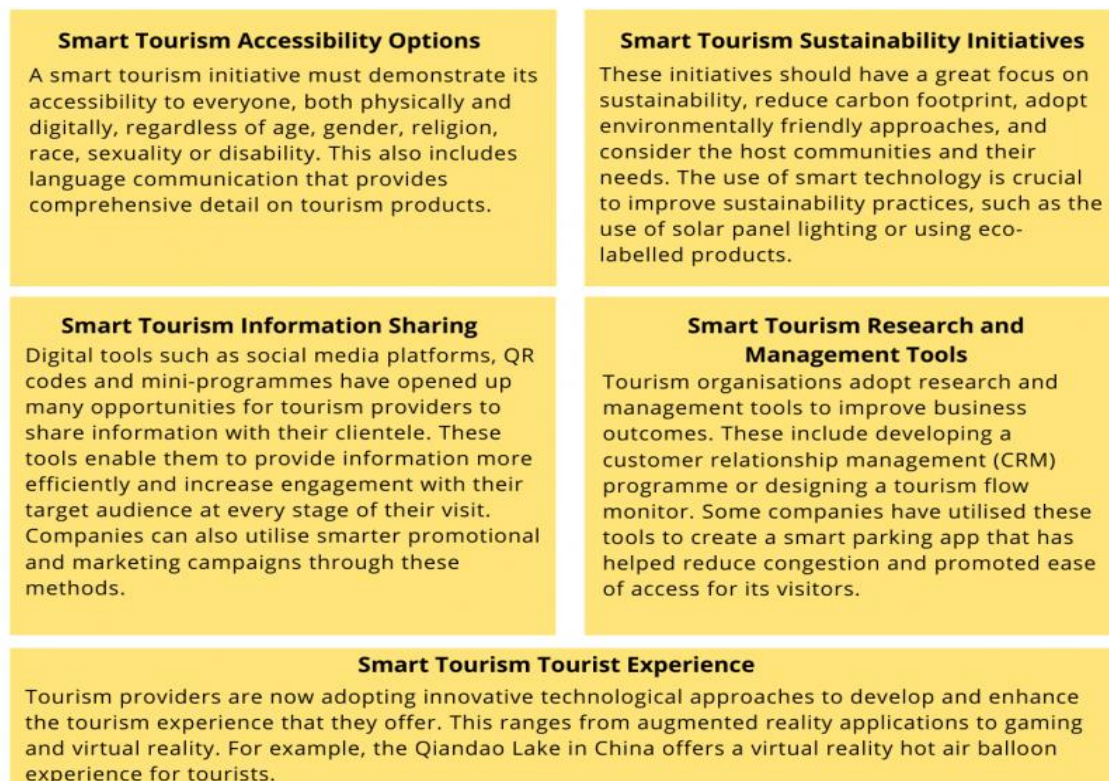 Smart Tourism Accessibility Options
A smart tourism initiative must demonstrate its
accessibility to everyone, both physically and
digitally, regardless of age, gender, religion,
race, sexuality or disability. This also includes
language communication that provides
comprehensive detail on tourism products.
Smart Tourism Sustainability Initiatives
These initiatives should have a great focus on
sustainability, reduce carbon footprint, adopt
environmentally friendly approaches, and
consider the host communities and their
needs. The use of smart technology is crucial
to improve sustainability practices, such as the
use of solar panel lighting or using eco-
labelled products.
Smart Tourism Information Sharing
Digital tools such as social media platforms, QR
codes and mini-programmes have opened up
many opportunities for tourism providers to
share information with their clientele. These
tools enable them to provide information more
efficiently and increase engagement with their
target audience at every stage of their visit.
Companies can also utilise smarter promotional
and marketing campaigns through these
methods.
Smart Tourism Research and
Management Tools
Tourism organisations adopt research and
management tools to improve business
outcomes. These include developing a
customer relationship management (CRM)
programme or designing a tourism flow
monitor. Some companies have utilised these
tools to create a smart parking app that has
helped reduce congestion and promoted ease
of access for its visitors.
Smart Tourism Tourist Experience
Tourism providers are now adopting innovative technological approaches to develop and enhance
the tourism experience that they offer. This ranges from augmented reality applications to gaming
and virtual reality. For example, the Qiandao Lake in China offers a virtual reality hot air balloon
experience for tourists.